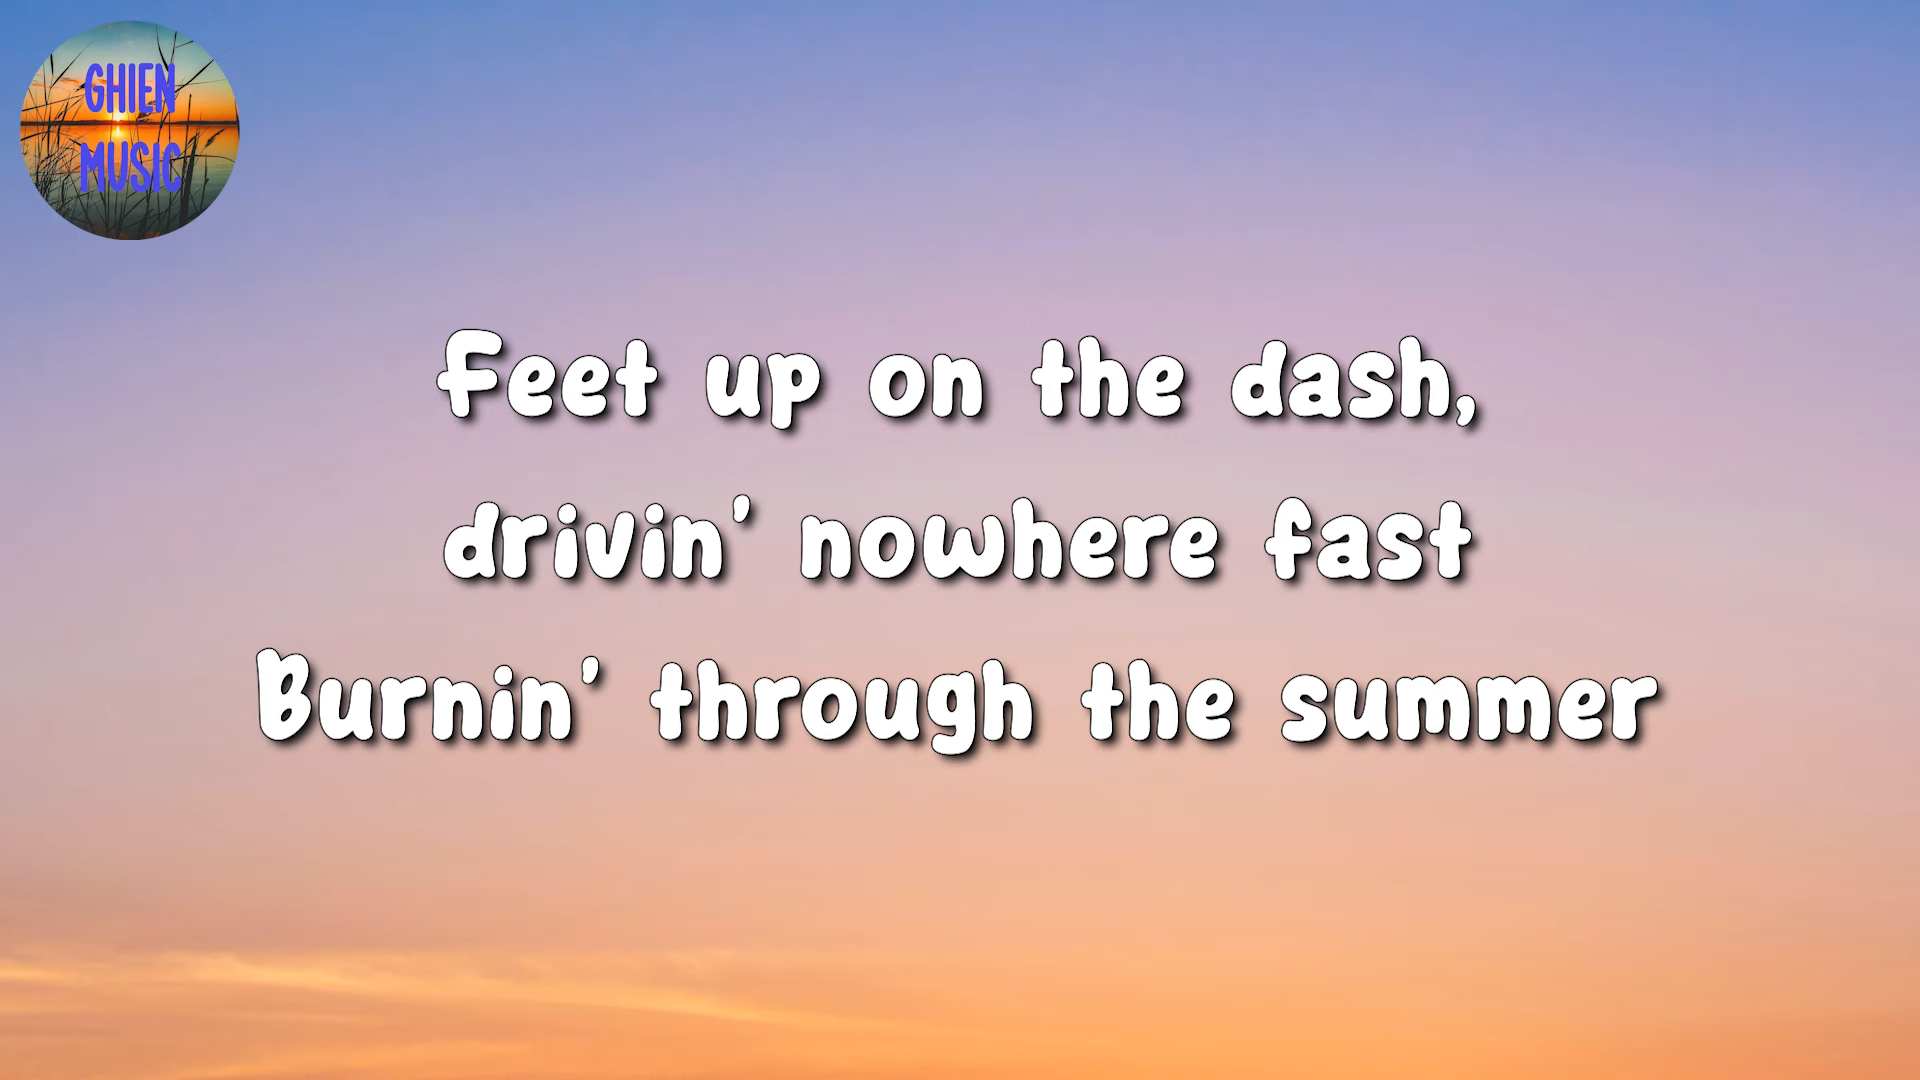 GHIEN
MUSIC
Feet up on the dash,
drivin' nowhere fast
Burnin' through the summer